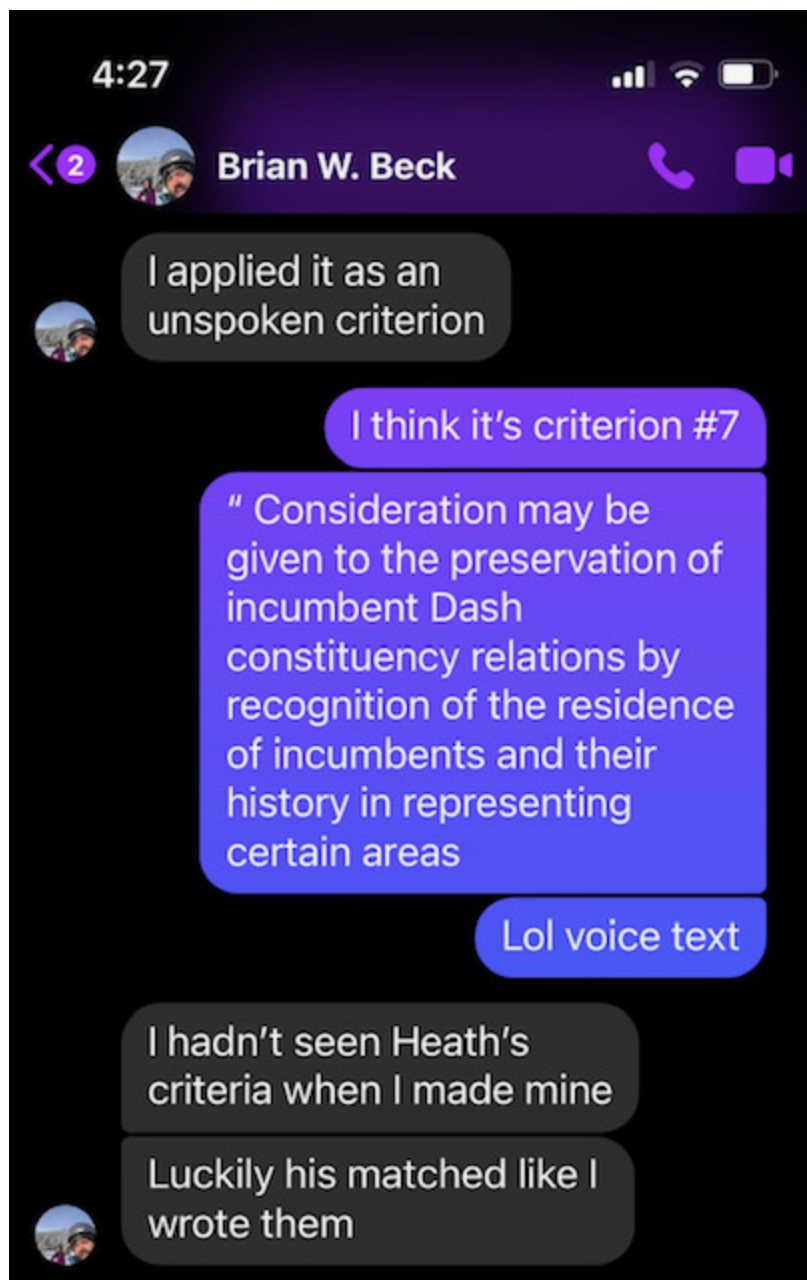 4:27
2
Brian W. Beck
I applied it as an
unspoken criterion
I think it’s criterion #7
“ Consideration may be
given to the preservation of
incumbent Dash
constituency relations by
recognition of the residence
of incumbents and their
history in representing
certain areas
Lol voice text
I hadn’t seen Heath’s
criteria when I made mine
Luckily his matched like I
wrote them